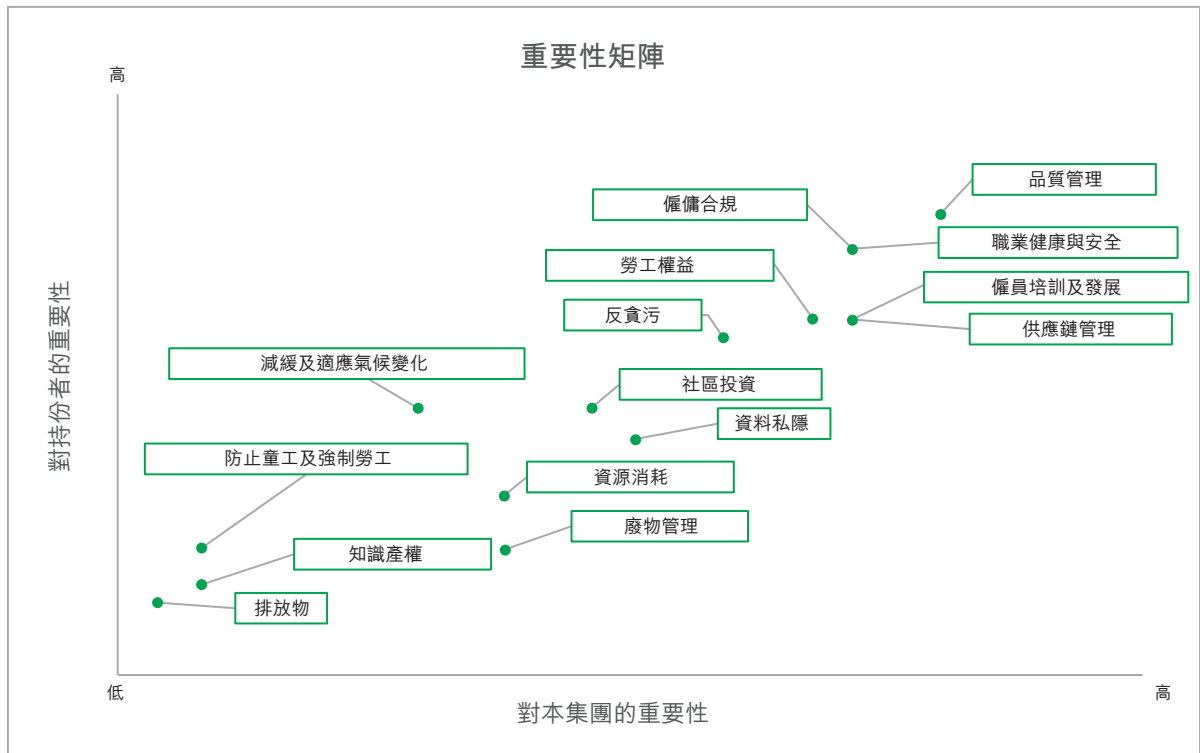 重要性矩陣
高
品質管理
僱傭合規
職業健康與安全
勞工權益
僱員培訓及發展
反貪污
供應鏈管理
減緩及適應氣候變化
社區投資
資料私隱
防止童工及強制勞工
資源消耗
廢物管理
知識產權
排放物
對持份者的重要性
低
高
對本集團的重要性